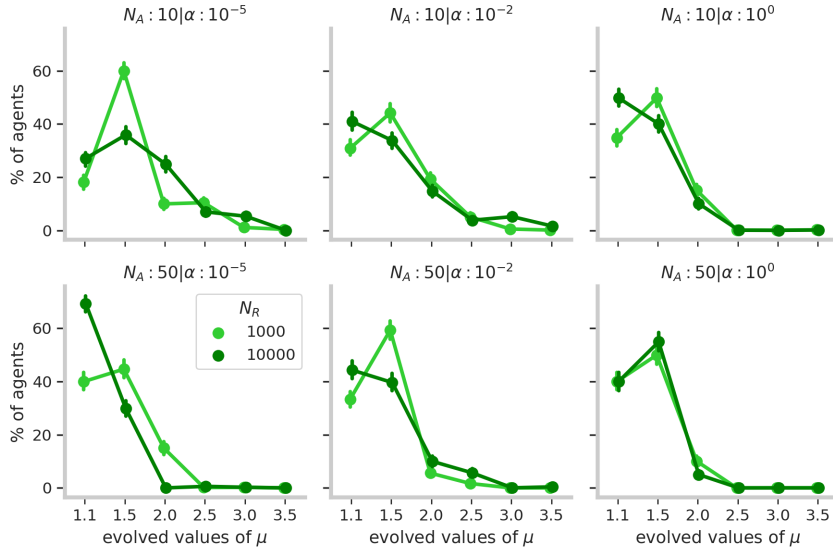 N_A : 10|α : 10⁻⁵
N_A : 10|α : 10⁻²
N_A : 10|α : 10⁰
% of agents
60
40
20
0
N_A : 50|α : 10⁻⁵
N_A : 50|α : 10⁻²
N_A : 50|α : 10⁰
% of agents
60
40
20
0
N_R
1000
10000
1.1 1.5 2.0 2.5 3.0 3.5
1.1 1.5 2.0 2.5 3.0 3.5
1.1 1.5 2.0 2.5 3.0 3.5
evolved values of μ
evolved values of μ
evolved values of μ